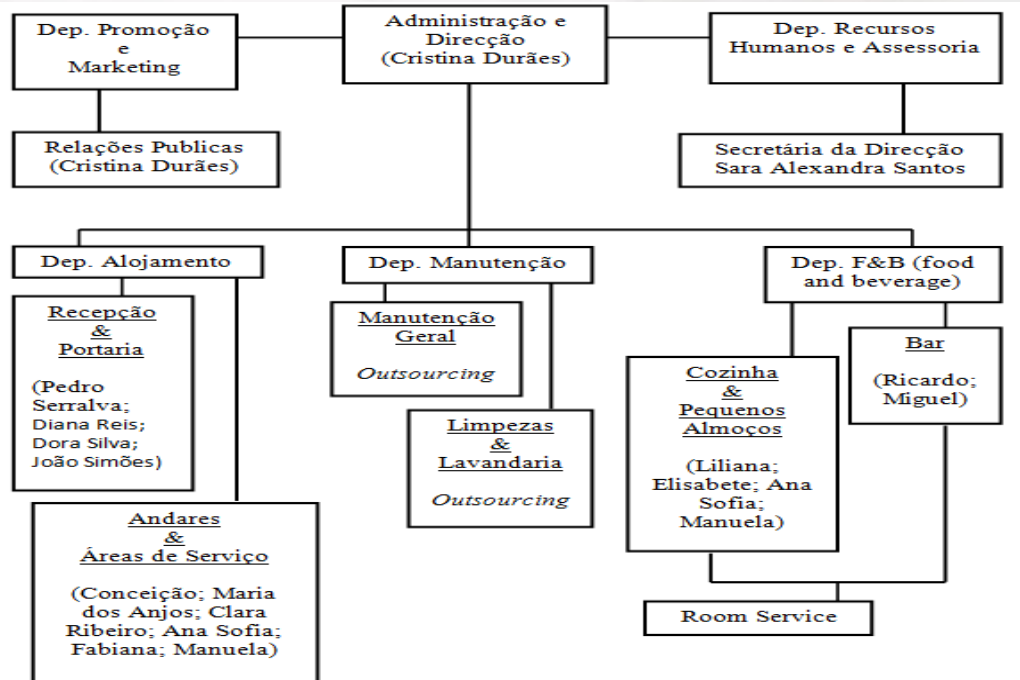 Dep. Promoção
e
Marketing
Administração e
Direcção
(Cristina Durães)
Dep. Recursos
Humanos e Assessoria
Relações Publicas
(Cristina Durães)
Secretária da Direcção
Sara Alexandra Santos
Dep. Alojamento
Dep. Manutenção
Dep. F&B (food
and beverage)
Recepção
&
Portaria
(Pedro
Serralva;
Diana Reis;
Dora Silva;
João Simões)
Manutenção
Geral
Outsourcing
Limpezas
&
Lavandaria
Outsourcing
Cozinha
&
Pequenos
Almoços
(Liliana;
Elisabete; Ana
Sofia;
Manuela)
Bar
(Ricardo;
Miguel)
Andares
&
Áreas de Serviço
(Conceição; Maria
dos Anjos; Clara
Ribeiro; Ana Sofia;
Fabiana; Manuela)
Room Service